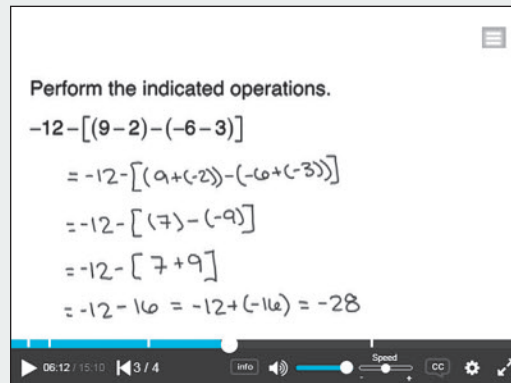 Perform the indicated operations.
−12−[(9−2)−(−6−3)]
= -12-[(9+(-2))-(-6+(-3))]
= -12-[(7)-(-9)]
= -12-[7+9]
= -12-16 = -12+(-16) = -28
06:12 / 15:10 3 / 4 info Speed - + CC